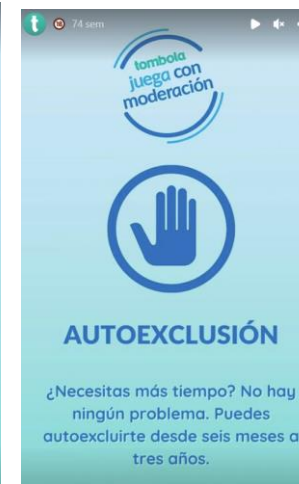 t 18 74 sem
tombola
juega con
moderación
AUTOEXCLUSIÓN
¿Necesitas más tiempo? No hay
ningún problema. Puedes
autoexcluirte desde seis meses a
tres años.